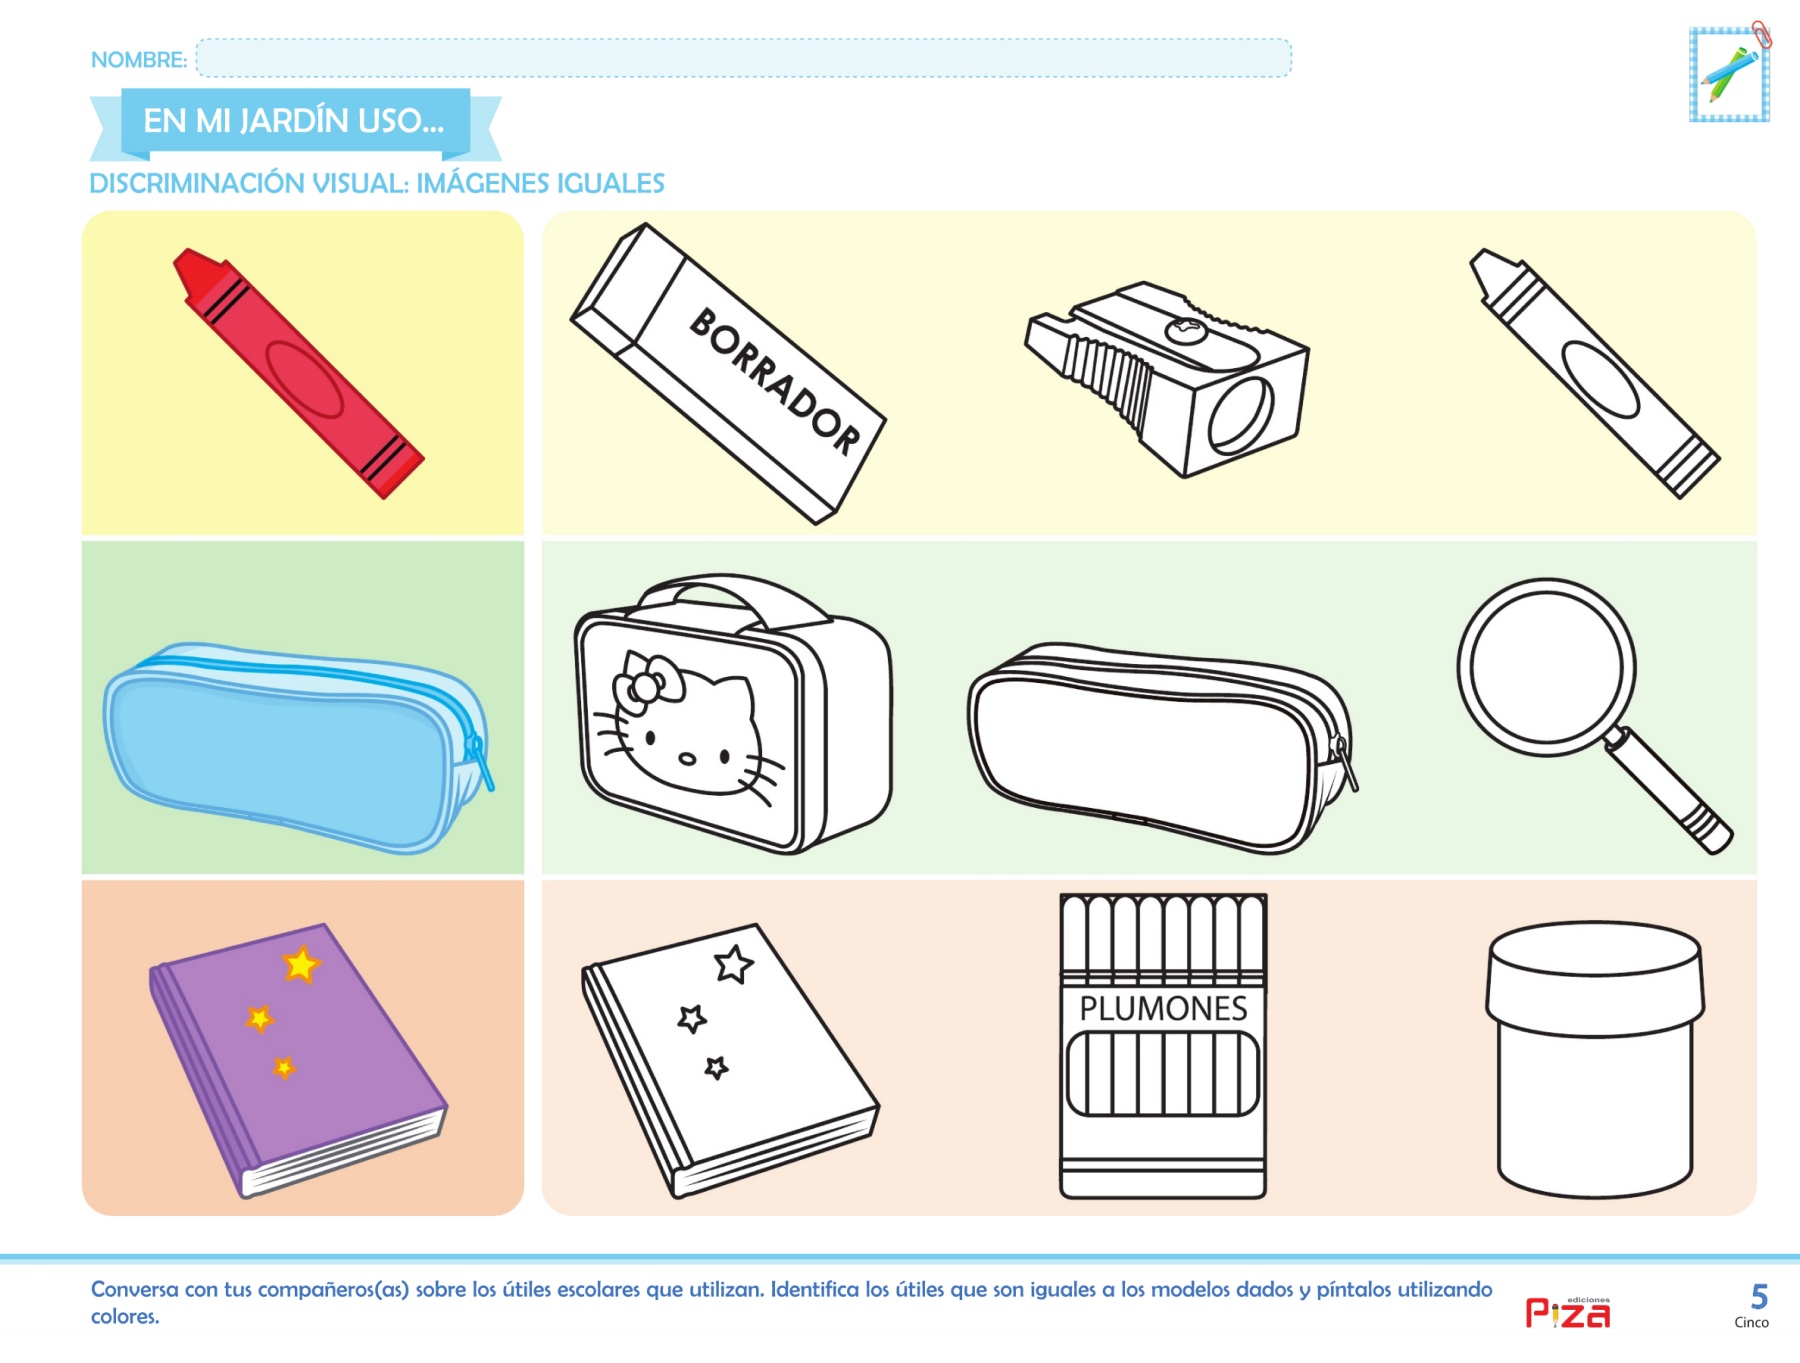 NOMBRE:
EN MI JARDÍN USO...
DISCRIMINACIÓN VISUAL: IMÁGENES IGUALES
BORRADOR
PLUMONES
Conversa con tus compañeros(as) sobre los útiles escolares que utilizan. Identifica los útiles que son iguales a los modelos dados y píntalos utilizando
colores.
ediciones
Piza
5
Cinco